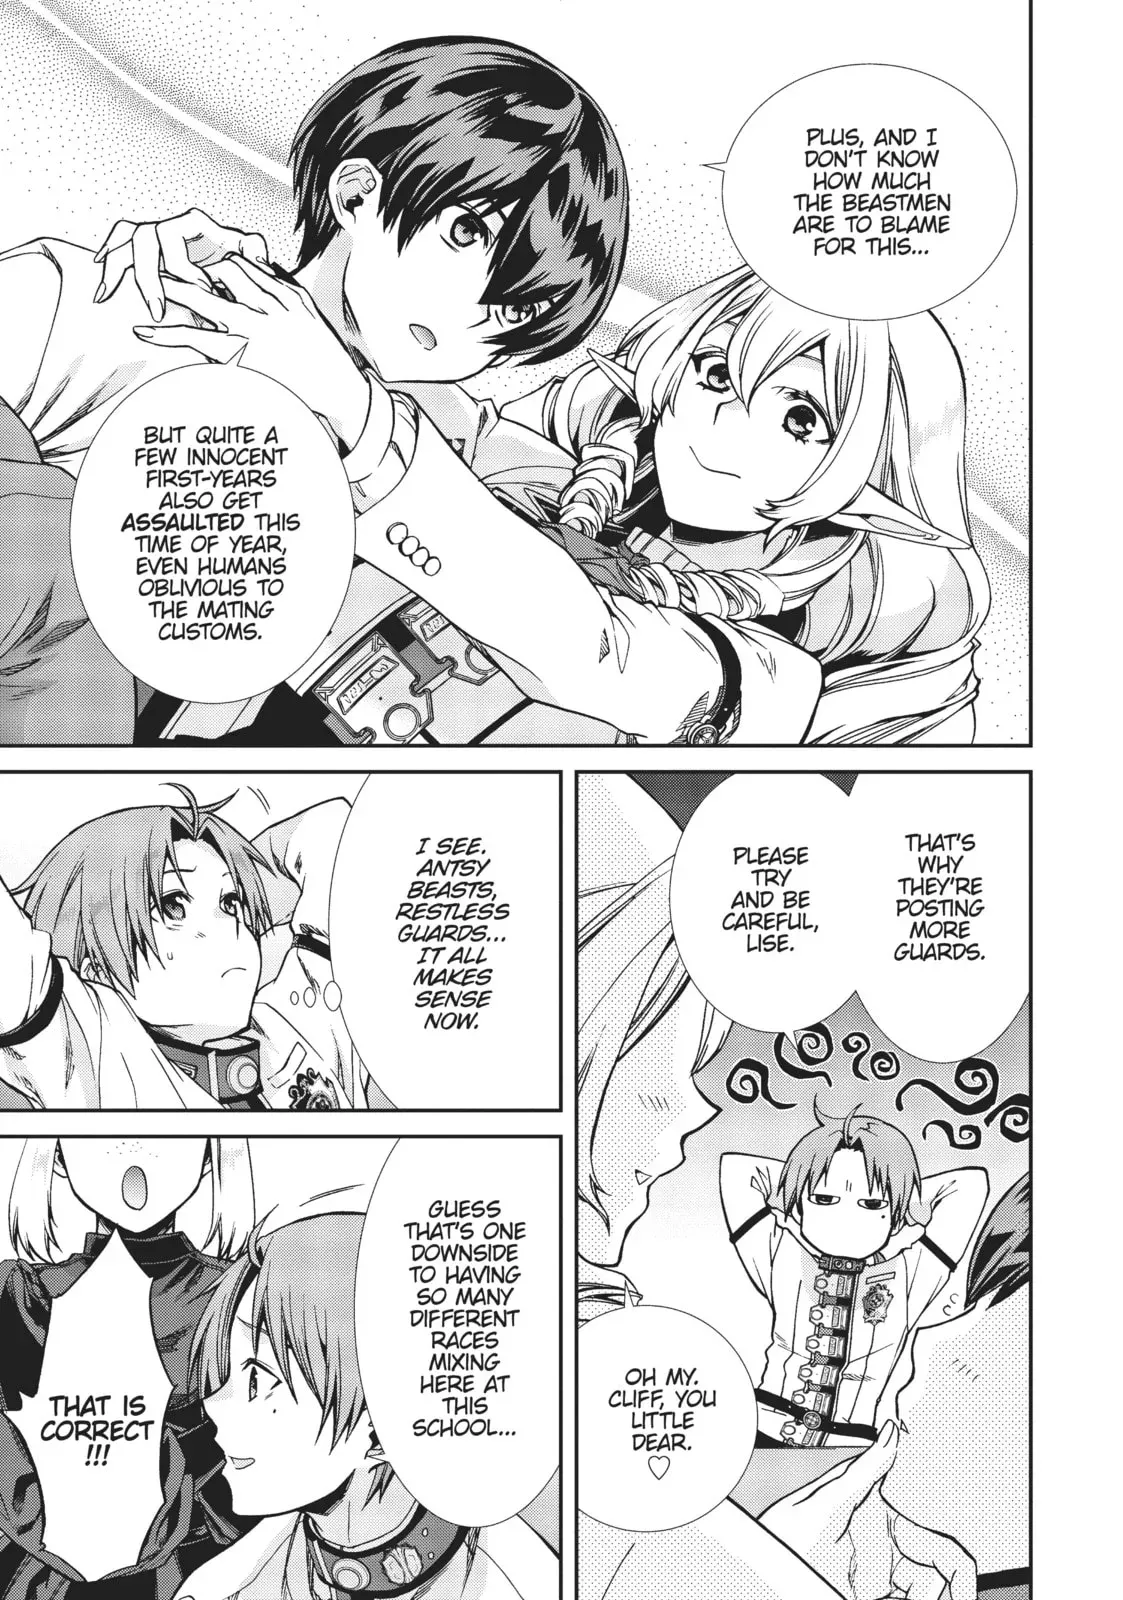 PLUS, AND I
DON'T KNOW
HOW MUCH
THE BEASTMEN
ARE TO BLAME
FOR THIS...
BUT QUITE A
FEW INNOCENT
FIRST-YEARS
ALSO GET
ASSAULTED THIS
TIME OF YEAR,
EVEN HUMANS
OBLIVIOUS TO
THE MATING
CUSTOMS.
THAT'S
WHY
THEY'RE
POSTING
MORE
GUARDS.
PLEASE
TRY
AND BE
CAREFUL,
LISE.
OH MY.
CLIFF, YOU
LITTLE
DEAR.
♡
I SEE.
ANTSY
BEASTS,
RESTLESS
GUARDS...
IT ALL
MAKES
SENSE
NOW.
GUESS
THAT'S ONE
DOWNSIDE
TO HAVING
SO MANY
DIFFERENT
RACES
MIXING
HERE AT
THIS
SCHOOL...
THAT IS
CORRECT
!!!